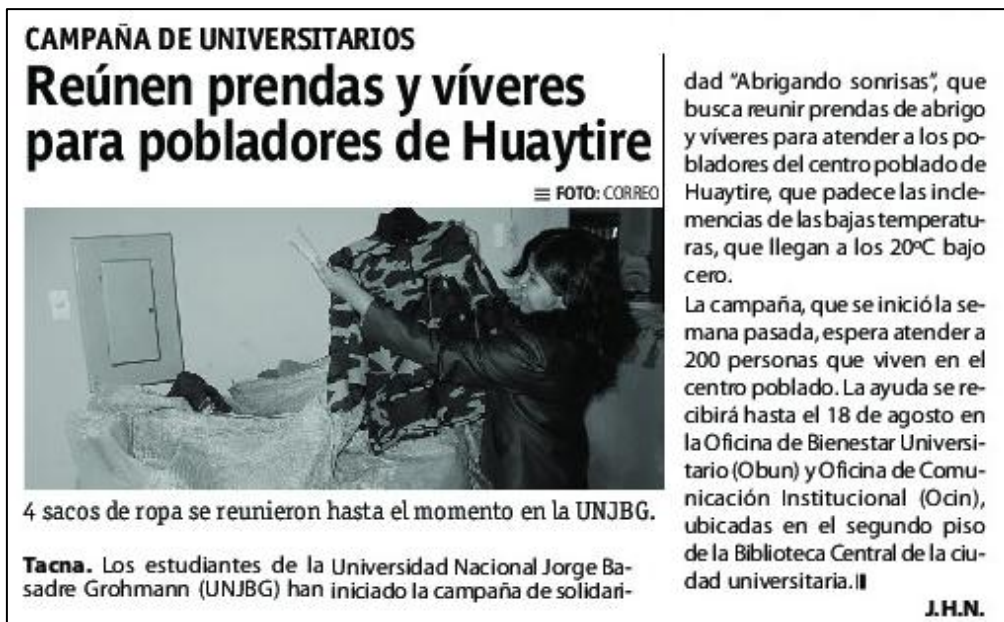 CAMPAÑA DE UNIVERSITARIOS
Reúnen prendas y víveres
para pobladores de Huaytire
FOTO: CORREO
4 sacos de ropa se reunieron hasta el momento en la UNJBG.
Tacna. Los estudiantes de la Universidad Nacional Jorge Ba-
sadre Grohmann (UNJBG) han iniciado la campaña de solidari-
dad "Abrigando sonrisas", que
busca reunir prendas de abrigo
y víveres para atender a los po-
bladores del centro poblado de
Huaytire, que padece las incle-
mencias de las bajas temperatu-
ras, que llegan a los 20ºC bajo
cero.
La campaña, que se inició la se-
mana pasada, espera atender a
200 personas que viven en el
centro poblado. La ayuda se re-
cibirá hasta el 18 de agosto en
la Oficina de Bienestar Universi-
tario (Obun) y Oficina de Comu-
nicación Institucional (Ocin),
ubicadas en el segundo piso
de la Biblioteca Central de la ciu-
dad universitaria.
J.H.N.